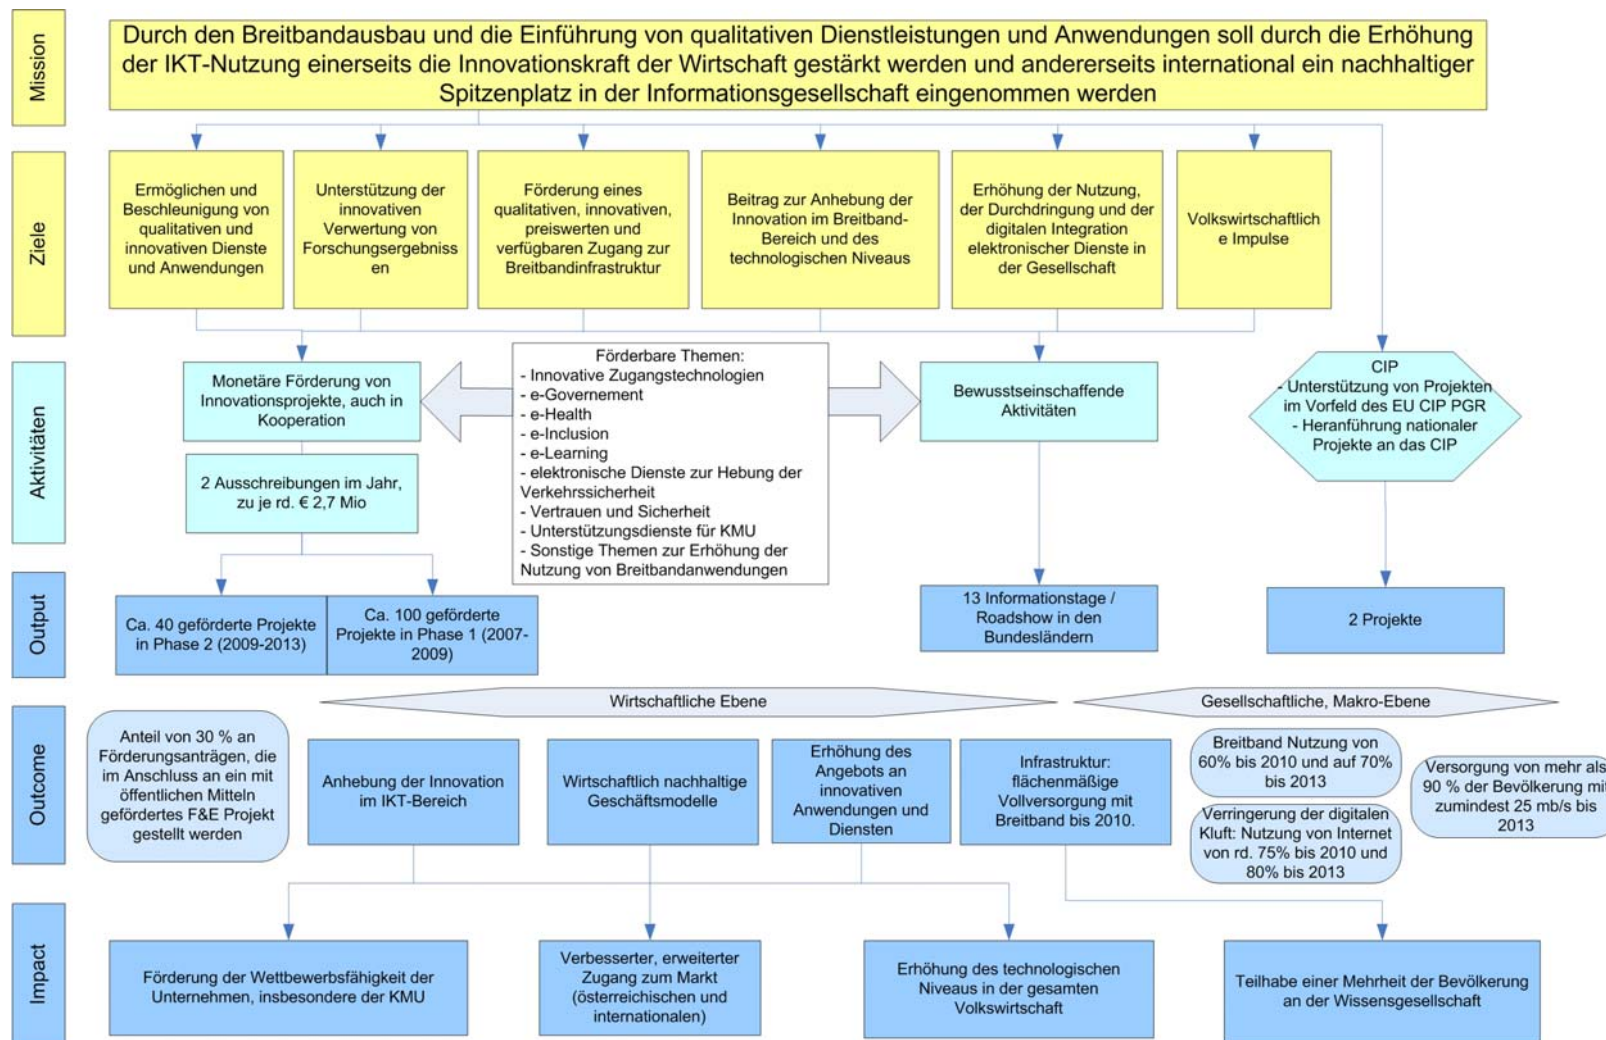 Mission
Durch den Breitbandausbau und die Einführung von qualitativen Dienstleistungen und Anwendungen soll durch die Erhöhung
der IKT-Nutzung einerseits die Innovationskraft der Wirtschaft gestärkt werden und andererseits international ein nachhaltiger
Spitzenplatz in der Informationsgesellschaft eingenommen werden
Ziele
Ermöglichen und
Beschleunigung von
qualitativen und
innovativen Dienste
und Anwendungen
Unterstützung der
innovativen
Verwertung von
Forschungsergebniss
en
Förderung eines
qualitativen, innovativen,
preiswerten und
verfügbaren Zugang zur
Breitbandinfrastruktur
Beitrag zur Anhebung der
Innovation im Breitband-
Bereich und des
technologischen Niveaus
Erhöhung der Nutzung,
der Durchdringung und der
digitalen Integration
elektronischer Dienste in
der Gesellschaft
Volkswirtschaftlich
e Impulse
Aktivitäten
Monetäre Förderung von
Innovationsprojekte, auch in
Kooperation
2 Ausschreibungen im Jahr,
zu je rd. € 2,7 Mio
Förderbare Themen:
- Innovative Zugangstechnologien
- e-Governement
- e-Health
- e-Inclusion
- e-Learning
- elektronische Dienste zur Hebung der
Verkehrssicherheit
- Vertrauen und Sicherheit
- Unterstützungsdienste für KMU
- Sonstige Themen zur Erhöhung der
Nutzung von Breitbandanwendungen
Bewusstseinschaffende
Aktivitäten
CIP
- Unterstützung von Projekten
im Vorfeld des EU CIP PGR
- Heranführung nationaler
Projekte an das CIP
Output
Ca. 40 geförderte Projekte
in Phase 2 (2009-2013)
Ca. 100 geförderte
Projekte in Phase 1 (2007-
2009)
13 Informationstage /
Roadshow in den
Bundesländern
2 Projekte
Wirtschaftliche Ebene
Gesellschaftliche, Makro-Ebene
Outcome
Anteil von 30 % an
Förderungsanträgen, die
im Anschluss an ein mit
öffentlichen Mitteln
gefördertes F&E Projekt
gestellt werden
Anhebung der Innovation
im IKT-Bereich
Wirtschaftlich nachhaltige
Geschäftsmodelle
Erhöhung des
Angebots an
innovativen
Anwendungen und
Diensten
Infrastruktur:
flächenmäßige
Vollversorgung mit
Breitband bis 2010.
Breitband Nutzung von
60% bis 2010 und auf 70%
bis 2013
Verringerung der digitalen
Kluft: Nutzung von Internet
von rd. 75% bis 2010 und
80% bis 2013
Versorgung von mehr als
90 % der Bevölkerung mit
zumindest 25 mb/s bis
2013
Impact
Förderung der Wettbewerbsfähigkeit der
Unternehmen, insbesondere der KMU
Verbesserter, erweiterter
Zugang zum Markt
(österreichischen und
internationalen)
Erhöhung des technologischen
Niveaus in der gesamten
Volkswirtschaft
Teilhabe einer Mehrheit der Bevölkerung
an der Wissensgesellschaft